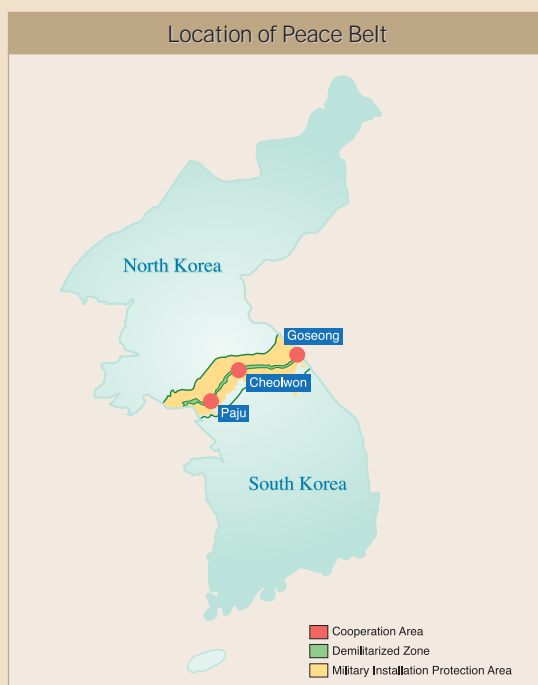 Location of Peace Belt
North Korea
Goseong
Cheolwon
Paju
South Korea
Cooperation Area
Demilitarized Zone
Military Installation Protection Area